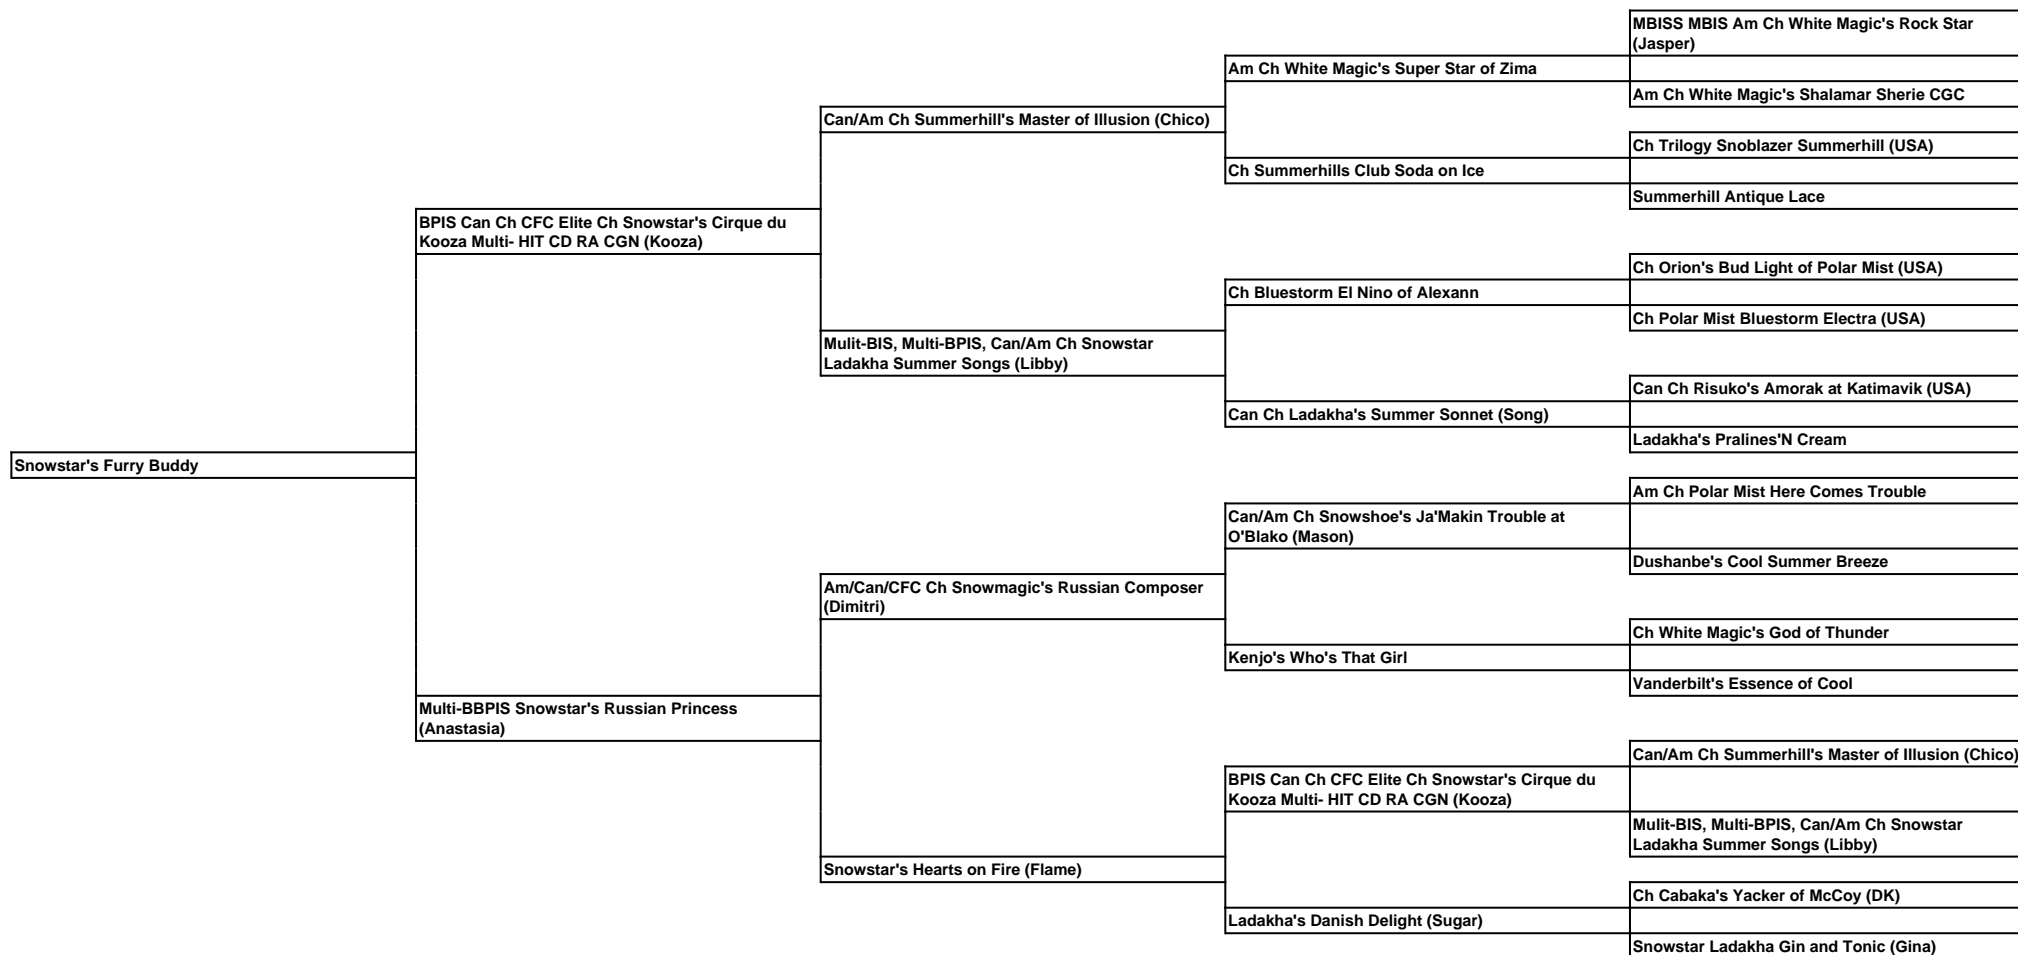 MBISS MBIS Am Ch White Magic's Rock Star
(Jasper)
Am Ch White Magic's Super Star of Zima
Am Ch White Magic's Shalamar Sherie CGC
Can/Am Ch Summerhill's Master of Illusion (Chico)
Ch Trilogy Snoblazer Summerhill (USA)
Ch Summerhills Club Soda on Ice
Summerhill Antique Lace
BPIS Can Ch CFC Elite Ch Snowstar's Cirque du
Kooza Multi- HIT CD RA CGN (Kooza)
Ch Orion's Bud Light of Polar Mist (USA)
Ch Bluestorm El Nino of Alexann
Ch Polar Mist Bluestorm Electra (USA)
Mulit-BIS, Multi-BPIS, Can/Am Ch Snowstar
Ladakha Summer Songs (Libby)
Can Ch Risuko's Amorak at Katimavik (USA)
Can Ch Ladakha's Summer Sonnet (Song)
Ladakha's Pralines'N Cream
Snowstar's Furry Buddy
Am Ch Polar Mist Here Comes Trouble
Can/Am Ch Snowshoe's Ja'Makin Trouble at
O'Blako (Mason)
Dushanbe's Cool Summer Breeze
Am/Can/CFC Ch Snowmagic's Russian Composer
(Dimitri)
Ch White Magic's God of Thunder
Kenjo's Who's That Girl
Vanderbilt's Essence of Cool
Multi-BBPIS Snowstar's Russian Princess
(Anastasia)
Can/Am Ch Summerhill's Master of Illusion (Chico)
BPIS Can Ch CFC Elite Ch Snowstar's Cirque du
Kooza Multi- HIT CD RA CGN (Kooza)
Mulit-BIS, Multi-BPIS, Can/Am Ch Snowstar
Ladakha Summer Songs (Libby)
Snowstar's Hearts on Fire (Flame)
Ch Cabaka's Yacker of McCoy (DK)
Ladakha's Danish Delight (Sugar)
Snowstar Ladakha Gin and Tonic (Gina)